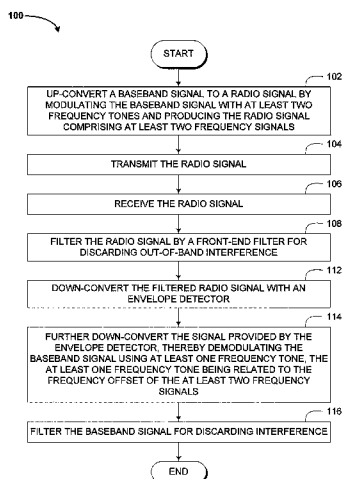 100
START
102
UP-CONVERT A BASEBAND SIGNAL TO A RADIO SIGNAL BY
MODULATING THE BASEBAND SIGNAL WITH AT LEAST TWO
FREQUENCY TONES AND PRODUCING THE RADIO SIGNAL
COMPRISING AT LEAST TWO FREQUENCY SIGNALS
104
TRANSMIT THE RADIO SIGNAL
106
RECEIVE THE RADIO SIGNAL
108
FILTER THE RADIO SIGNAL BY A FRONT-END FILTER FOR
DISCARDING OUT-OF-BAND INTERFERENCE
112
DOWN-CONVERT THE FILTERED RADIO SIGNAL WITH AN
ENVELOPE DETECTOR
114
FURTHER DOWN-CONVERT THE SIGNAL PROVIDED BY THE
ENVELOPE DETECTOR, THEREBY DEMODULATING THE
BASEBAND SIGNAL USING AT LEAST ONE FREQUENCY TONE, THE
AT LEAST ONE FREQUENCY TONE BEING RELATED TO THE
FREQUENCY OFFSET OF THE AT LEAST TWO FREQUENCY
SIGNALS
116
FILTER THE BASEBAND SIGNAL FOR DISCARDING INTERFERENCE
END